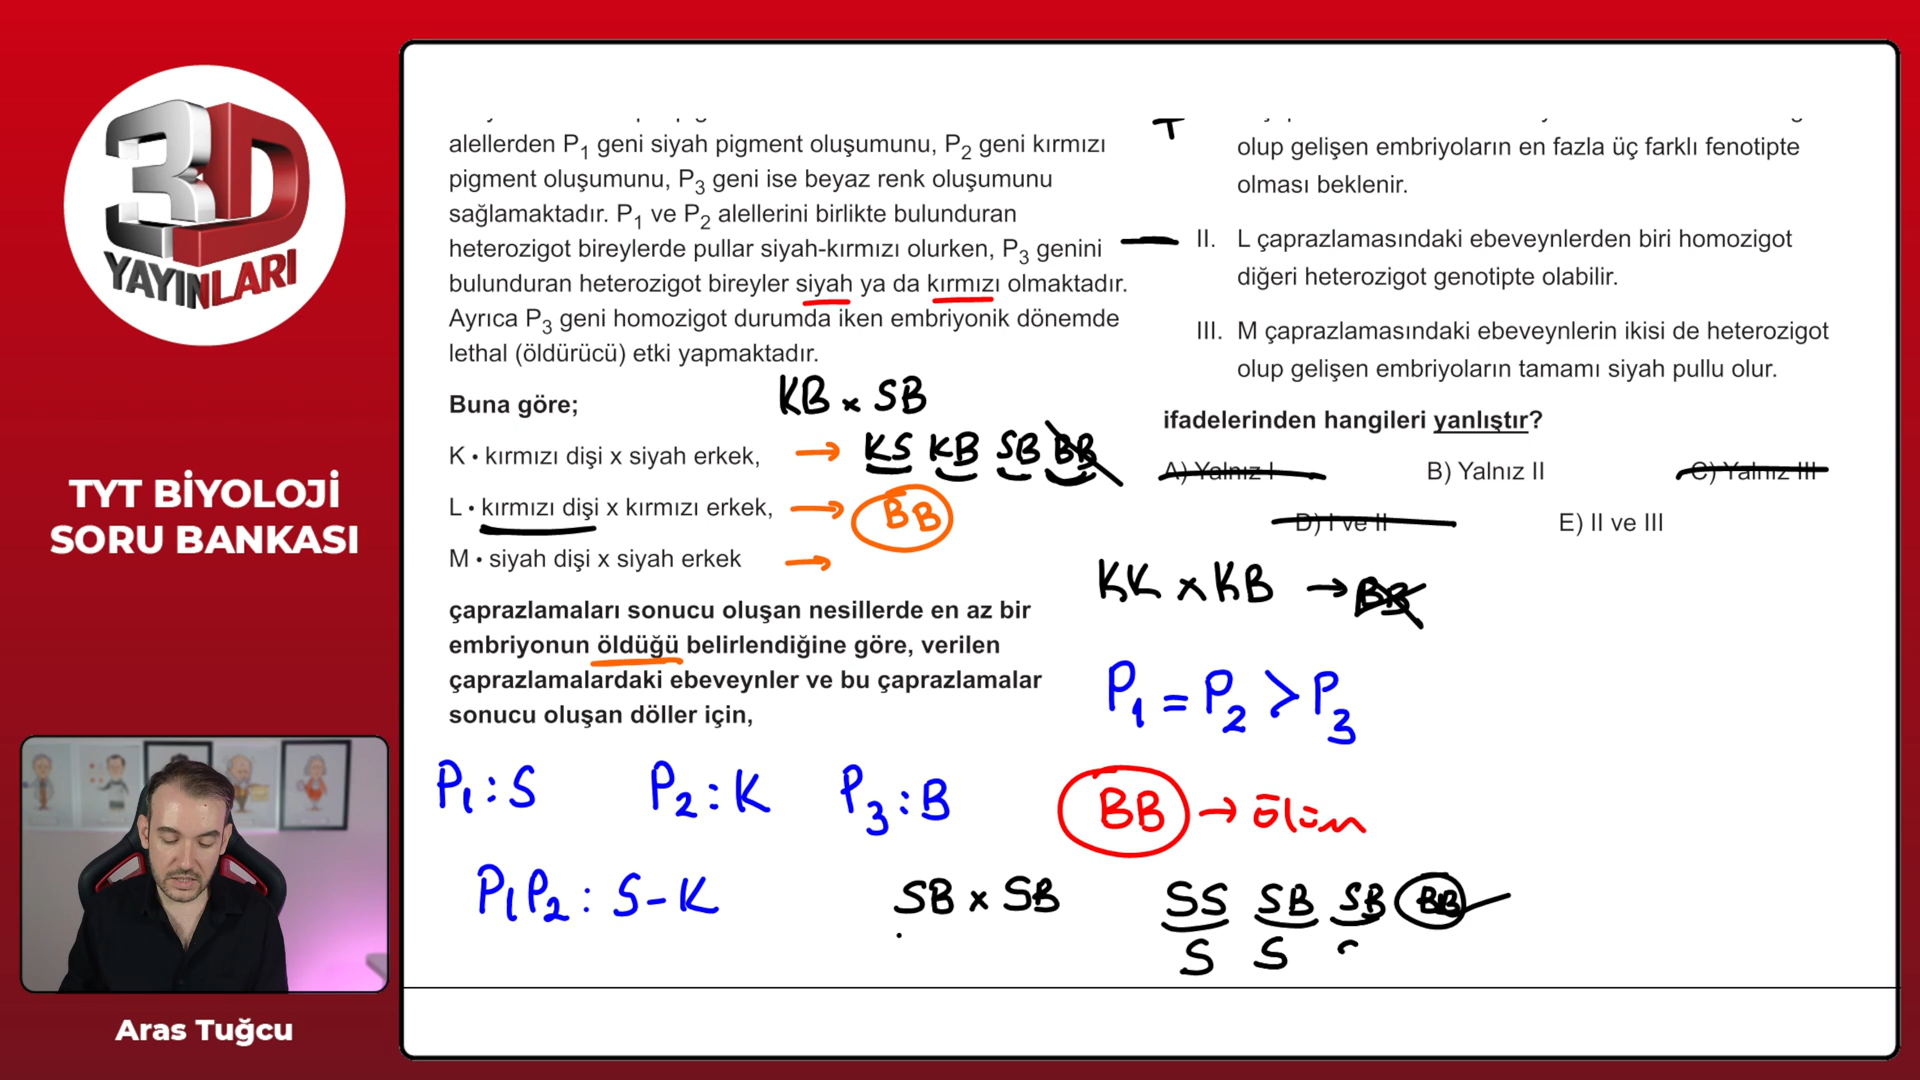 3D
YAYINLARI
TYT BİYOLOJİ
SORU BANKASI
Aras Tuğcu
alellerden P1 geni siyah pigment oluşumunu, P2 geni kırmızı
pigment oluşumunu, P3 geni ise beyaz renk oluşumunu
sağlamaktadır. P1 ve P2 alellerini birlikte bulunduran
heterozigot bireylerde pullar siyah-kırmızı olurken, P3 genini
bulunduran heterozigot bireyler siyah ya da kırmızı olmaktadır.
Ayrıca P3 geni homozigot durumda iken embriyonik dönemde
lethal (öldürücü) etki yapmaktadır.
KB x SB
Buna göre;
K • kırmızı dişi x siyah erkek, → KS KB SB BB
L • kırmızı dişi x kırmızı erkek, → BB
M • siyah dişi x siyah erkek →
çaprazlamaları sonucu oluşan nesillerde en az bir
embriyonun öldüğü belirlendiğine göre, verilen
çaprazlamalardaki ebeveynler ve bu çaprazlamalar
sonucu oluşan döller için,
P1 : S P2 : K P3 : B
P1P2 : S - K
SB x SB
olup gelişen embriyoların en fazla üç farklı fenotipte
olması beklenir.
II. L çaprazlamasındaki ebeveynlerden biri homozigot
diğeri heterozigot genotipte olabilir.
III. M çaprazlamasındaki ebeveynlerin ikisi de heterozigot
olup gelişen embriyoların tamamı siyah pullu olur.
ifadelerinden hangileri yanlıştır?
A) Yalnız I B) Yalnız II C) Yalnız III
D) I ve II E) II ve III
KK x KB → BB
P1 = P2 > P3
BB → ölüm
SS SB SB BB
S S